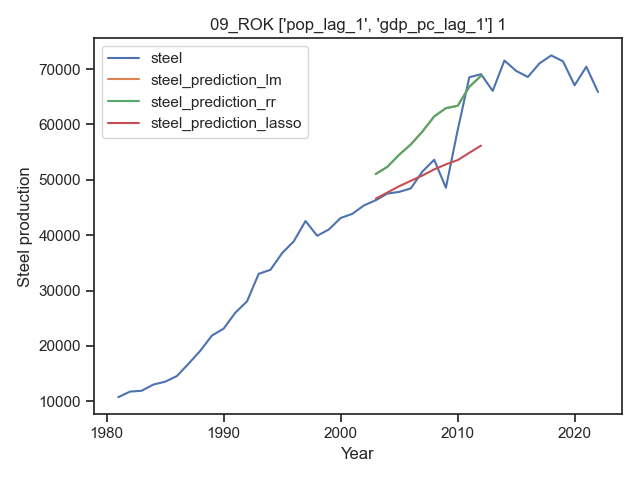 09_ROK ['pop_lag_1', 'gdp_pc_lag_1'] 1
steel
steel_prediction_lm
steel_prediction_rr
steel_prediction_lasso
Steel production
70000
60000
50000
40000
30000
20000
10000
1980 1990 2000 2010 2020
Year